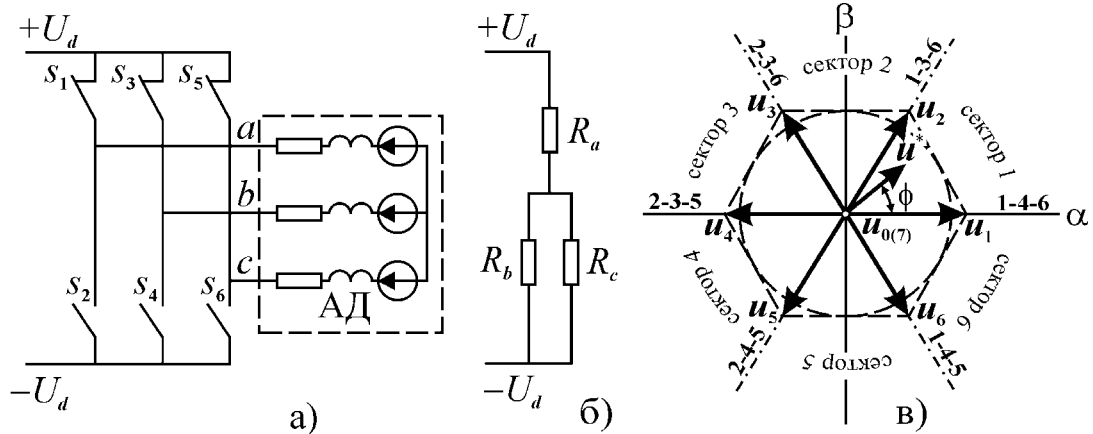 +U_d
s_1
s_3
s_5
a
b
c
АД
s_2
s_4
s_6
−U_d
а)
+U_d
R_a
R_b
R_c
−U_d
б)
β
α
2-3-6
сектор 2
1-3-6
u_3
u_2
u*
сектор 3
сектор 1
ϕ
2-3-5
1-4-6
u_4
u_0(7)
u_1
сектор 4
сектор 6
u_5
u_6
2-4-5
сектор 5
1-4-5
в)